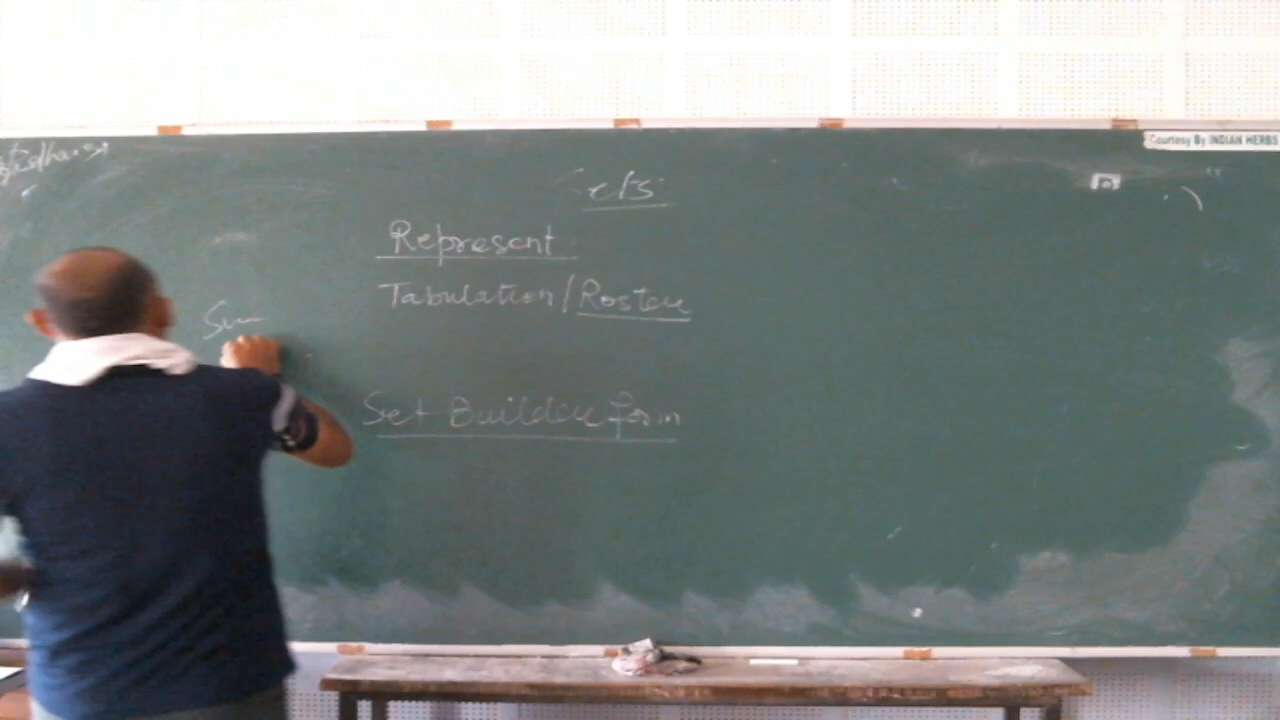 Courtesy By INDIAN HERBS
Sets
Represent
Tabulation/Roster
Set Builder form